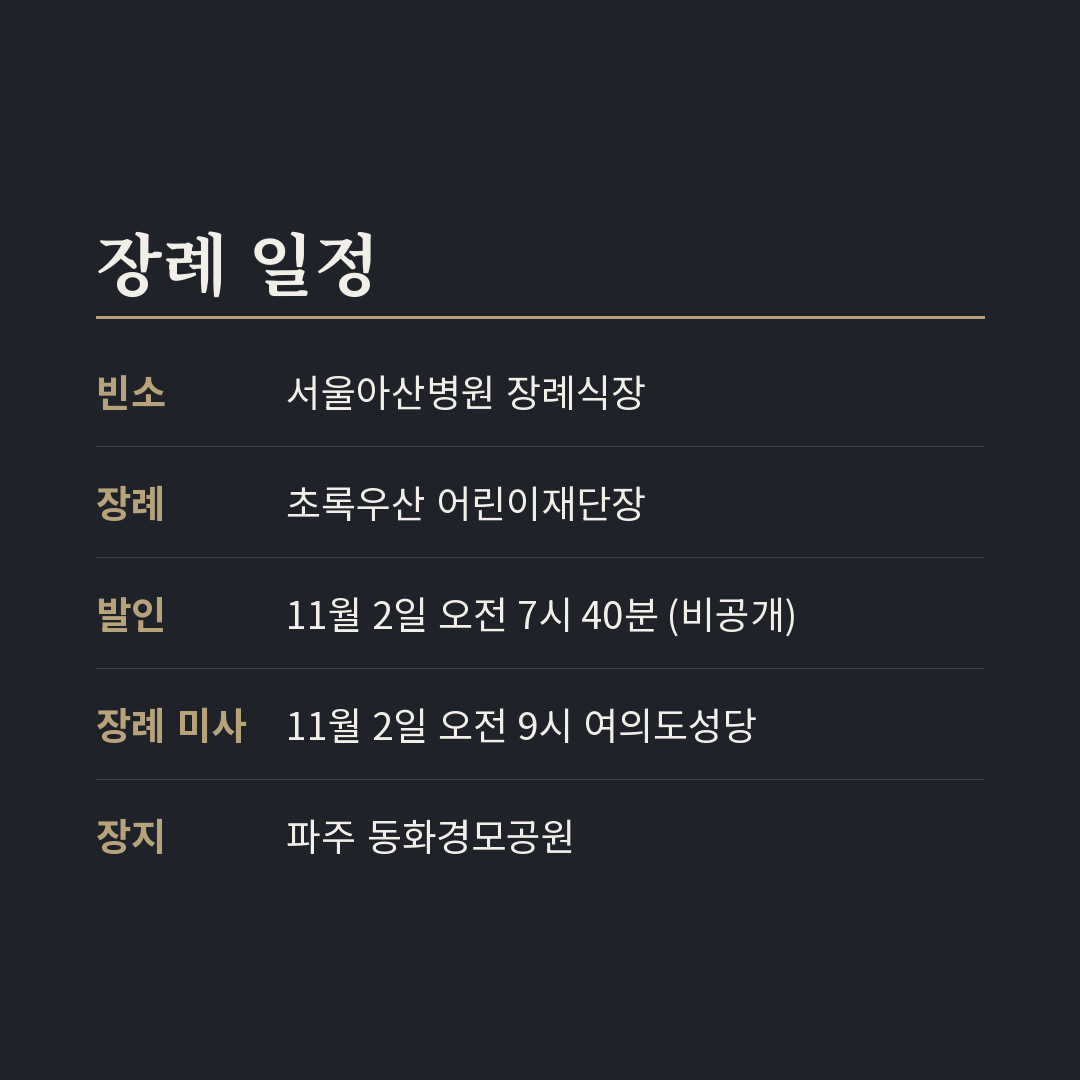 장례 일정
빈소 서울아산병원 장례식장
장례 초록우산 어린이재단장
발인 11월 2일 오전 7시 40분 (비공개)
장례 미사 11월 2일 오전 9시 여의도성당
장지 파주 동화경모공원